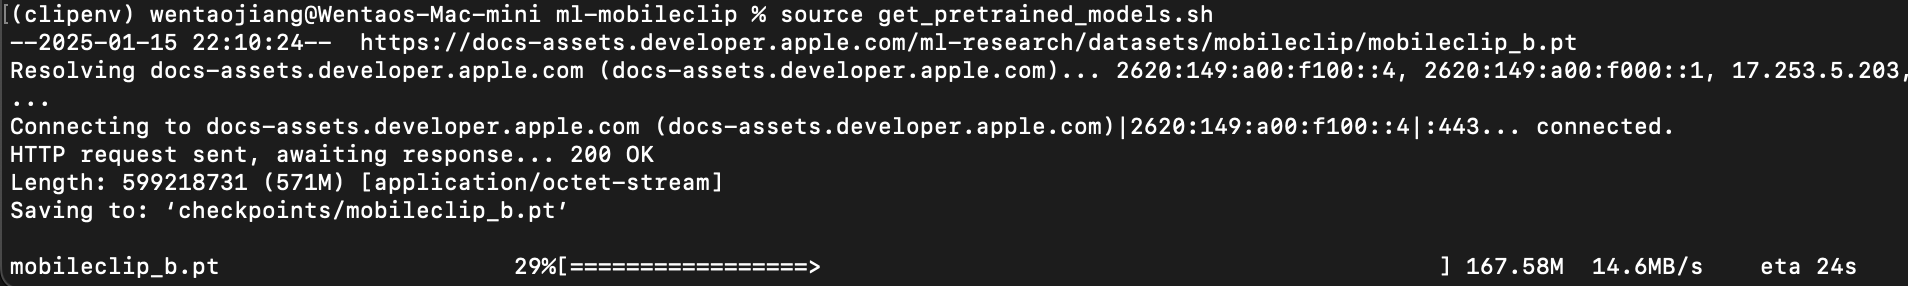 (clipenv) wentaojiang@Wentaos-Mac-mini ml-mobileclip % source get_pretrained_models.sh
--2025-01-15 22:10:24--  https://docs-assets.developer.apple.com/ml-research/datasets/mobileclip/mobileclip_b.pt
Resolving docs-assets.developer.apple.com (docs-assets.developer.apple.com)... 2620:149:a00:f100::4, 2620:149:a00:f000::1, 17.253.5.203,
...
Connecting to docs-assets.developer.apple.com (docs-assets.developer.apple.com)|2620:149:a00:f100::4|:443... connected.
HTTP request sent, awaiting response... 200 OK
Length: 599218731 (571M) [application/octet-stream]
Saving to: ‘checkpoints/mobileclip_b.pt’
mobileclip_b.pt                     29%[=================>                                            ] 167.58M  14.6MB/s    eta 24s